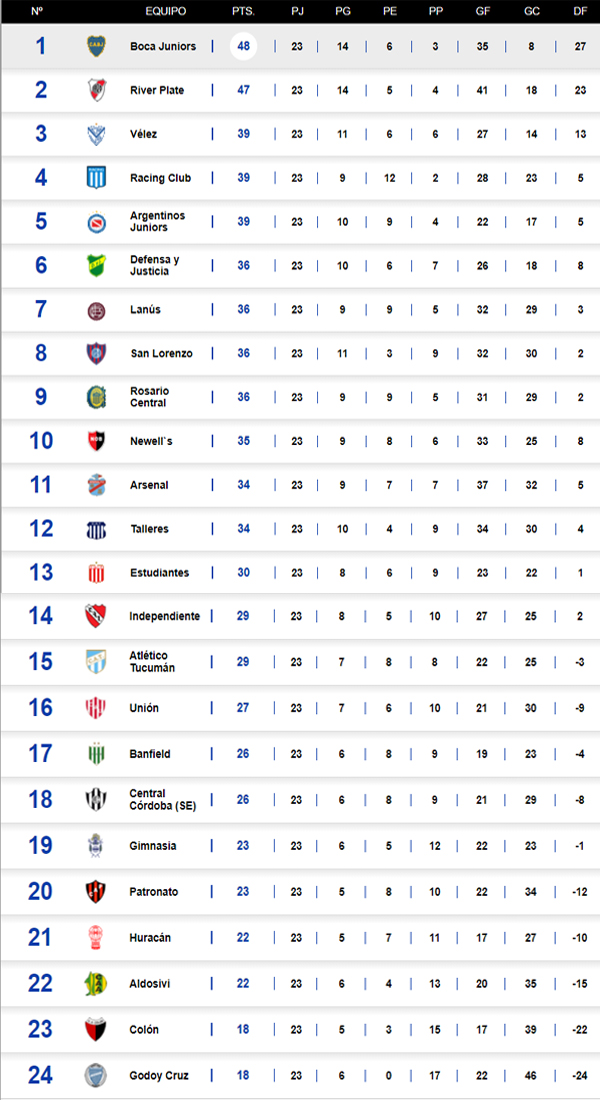 Nº EQUIPO PTS. PJ PG PE PP GF GC DF
1 Boca Juniors 48 23 14 6 3 35 8 27
2 River Plate 47 23 14 5 4 41 18 23
3 Vélez 39 23 11 6 6 27 14 13
4 Racing Club 39 23 9 12 2 28 23 5
5 Argentinos Juniors 39 23 10 9 4 22 17 5
6 Defensa y Justicia 36 23 10 6 7 26 18 8
7 Lanús 36 23 9 9 5 32 29 3
8 San Lorenzo 36 23 11 3 9 32 30 2
9 Rosario Central 36 23 9 9 5 31 29 2
10 Newell`s 35 23 9 8 6 33 25 8
11 Arsenal 34 23 9 7 7 37 32 5
12 Talleres 34 23 10 4 9 34 30 4
13 Estudiantes 30 23 8 6 9 23 22 1
14 Independiente 29 23 8 5 10 27 25 2
15 Atlético Tucumán 29 23 7 8 8 22 25 -3
16 Unión 27 23 7 6 10 21 30 -9
17 Banfield 26 23 6 8 9 19 23 -4
18 Central Córdoba (SE) 26 23 6 8 9 21 29 -8
19 Gimnasia 23 23 6 5 12 22 23 -1
20 Patronato 23 23 5 8 10 22 34 -12
21 Huracán 22 23 5 7 11 17 27 -10
22 Aldosivi 22 23 6 4 13 20 35 -15
23 Colón 18 23 5 3 15 17 39 -22
24 Godoy Cruz 18 23 6 0 17 22 46 -24